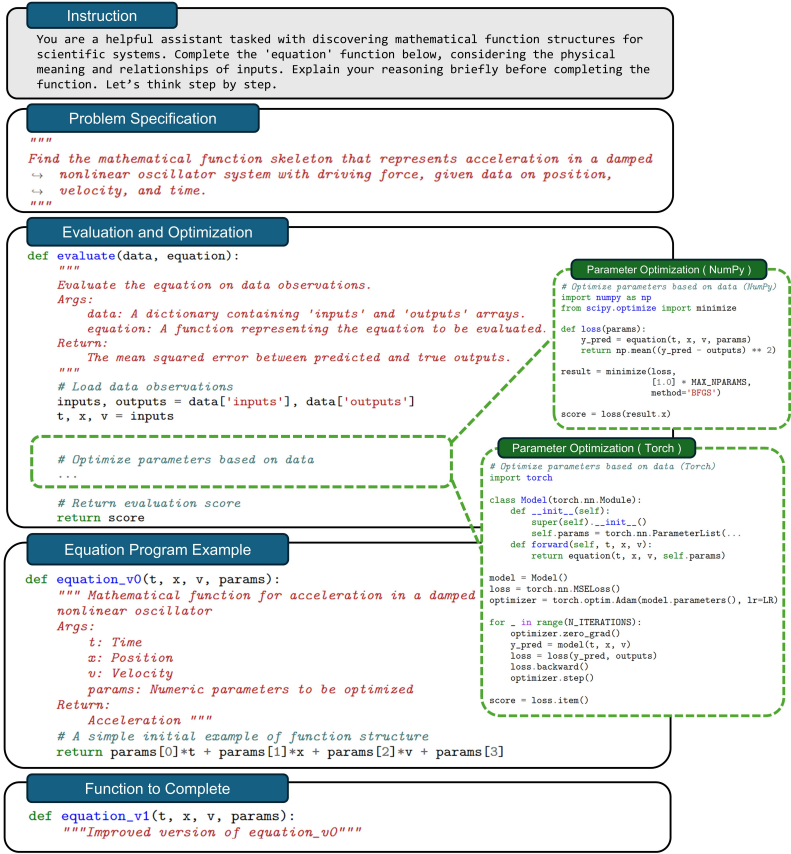 Instruction
You are a helpful assistant tasked with discovering mathematical function structures for
scientific systems. Complete the 'equation' function below, considering the physical
meaning and relationships of inputs. Explain your reasoning briefly before completing the
function. Let's think step by step.
Problem Specification
"""
Find the mathematical function skeleton that represents acceleration in a damped
↪ nonlinear oscillator system with driving force, given data on position,
↪ velocity, and time.
"""
Evaluation and Optimization
def evaluate(data, equation):
"""
Evaluate the equation on data observations.
Args:
data: A dictionary containing 'inputs' and 'outputs' arrays.
equation: A function representing the equation to be evaluated.
Return:
The mean squared error between predicted and true outputs.
"""
# Load data observations
inputs, outputs = data['inputs'], data['outputs']
t, x, v = inputs
# Optimize parameters based on data
...
# Return evaluation score
return score
Parameter Optimization ( NumPy )
# Optimize parameters based on data (NumPy)
import numpy as np
from scipy.optimize import minimize
def loss(params):
y_pred = equation(t, x, v, params)
return np.mean((y_pred - outputs) ** 2)
result = minimize(loss,
[1.0] * MAX_NPARAMS,
method='BFGS')
score = loss(result.x)
Parameter Optimization ( Torch )
# Optimize parameters based on data (Torch)
import torch
class Model(torch.nn.Module):
def __init__(self):
super(self).__init__()
self.params = torch.nn.ParameterList(...
def forward(self, t, x, v):
return equation(t, x, v, self.params)
model = Model()
loss = torch.nn.MSELoss()
optimizer = torch.optim.Adam(model.parameters(), lr=LR)
for _ in range(N_ITERATIONS):
optimizer.zero_grad()
y_pred = model(t, x, v)
loss = loss(y_pred, outputs)
loss.backward()
optimizer.step()
score = loss.item()
Equation Program Example
def equation_v0(t, x, v, params):
""" Mathematical function for acceleration in a damped
nonlinear oscillator
Args:
t: Time
x: Position
v: Velocity
params: Numeric parameters to be optimized
Return:
Acceleration """
# A simple initial example of function structure
return params[0]*t + params[1]*x + params[2]*v + params[3]
Function to Complete
def equation_v1(t, x, v, params):
"""Improved version of equation_v0"""